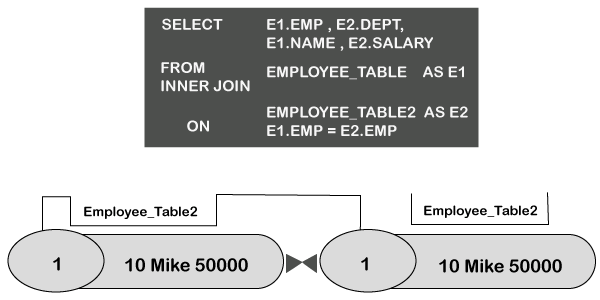 SELECT E1.EMP , E2.DEPT,
E1.NAME , E2.SALARY
FROM EMPLOYEE_TABLE AS E1
INNER JOIN
EMPLOYEE_TABLE2 AS E2
ON E1.EMP = E2.EMP
Employee_Table2 Employee_Table2
1 10 Mike 50000 1 10 Mike 50000